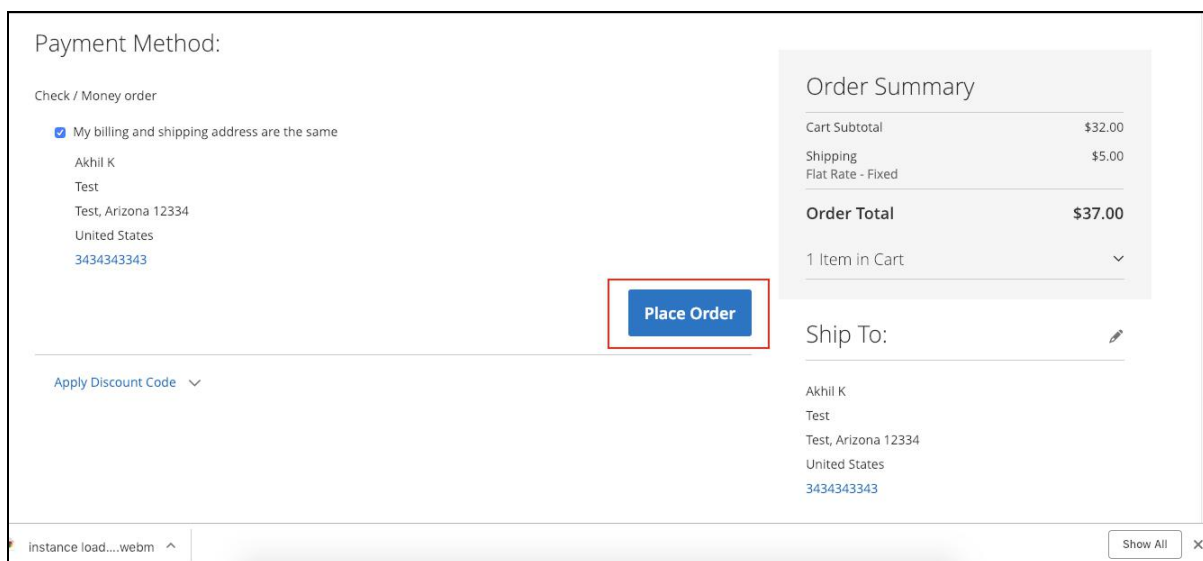 Payment Method:
Check / Money order
My billing and shipping address are the same
Akhil K
Test
Test, Arizona 12334
United States
3434343343
Place Order
Apply Discount Code
Order Summary
Cart Subtotal $32.00
Shipping $5.00
Flat Rate - Fixed
Order Total $37.00
1 Item in Cart
Ship To:
Akhil K
Test
Test, Arizona 12334
United States
3434343343
instance load....webm
Show All